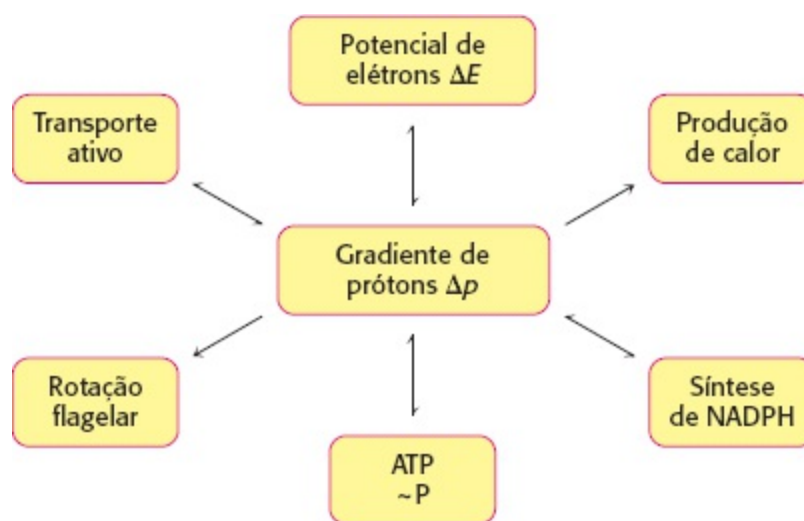 Potencial de
elétrons ΔE
Transporte
ativo
Produção
de calor
Gradiente de
prótons Δp
Rotação
flagelar
Síntese
de NADPH
ATP
~P